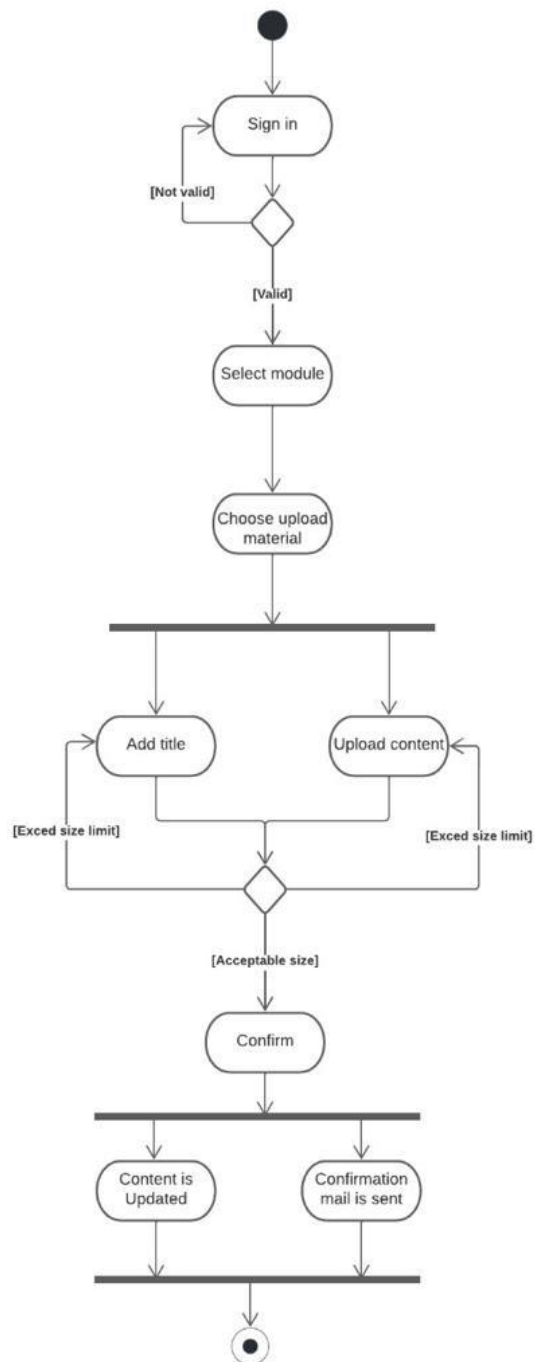 Sign in
[Not valid]
[Valid]
Select module
Choose upload
material
Add title
Upload content
[Exced size limit]
[Exced size limit]
[Acceptable size]
Confirm
Content is
Updated
Confirmation
mail is sent